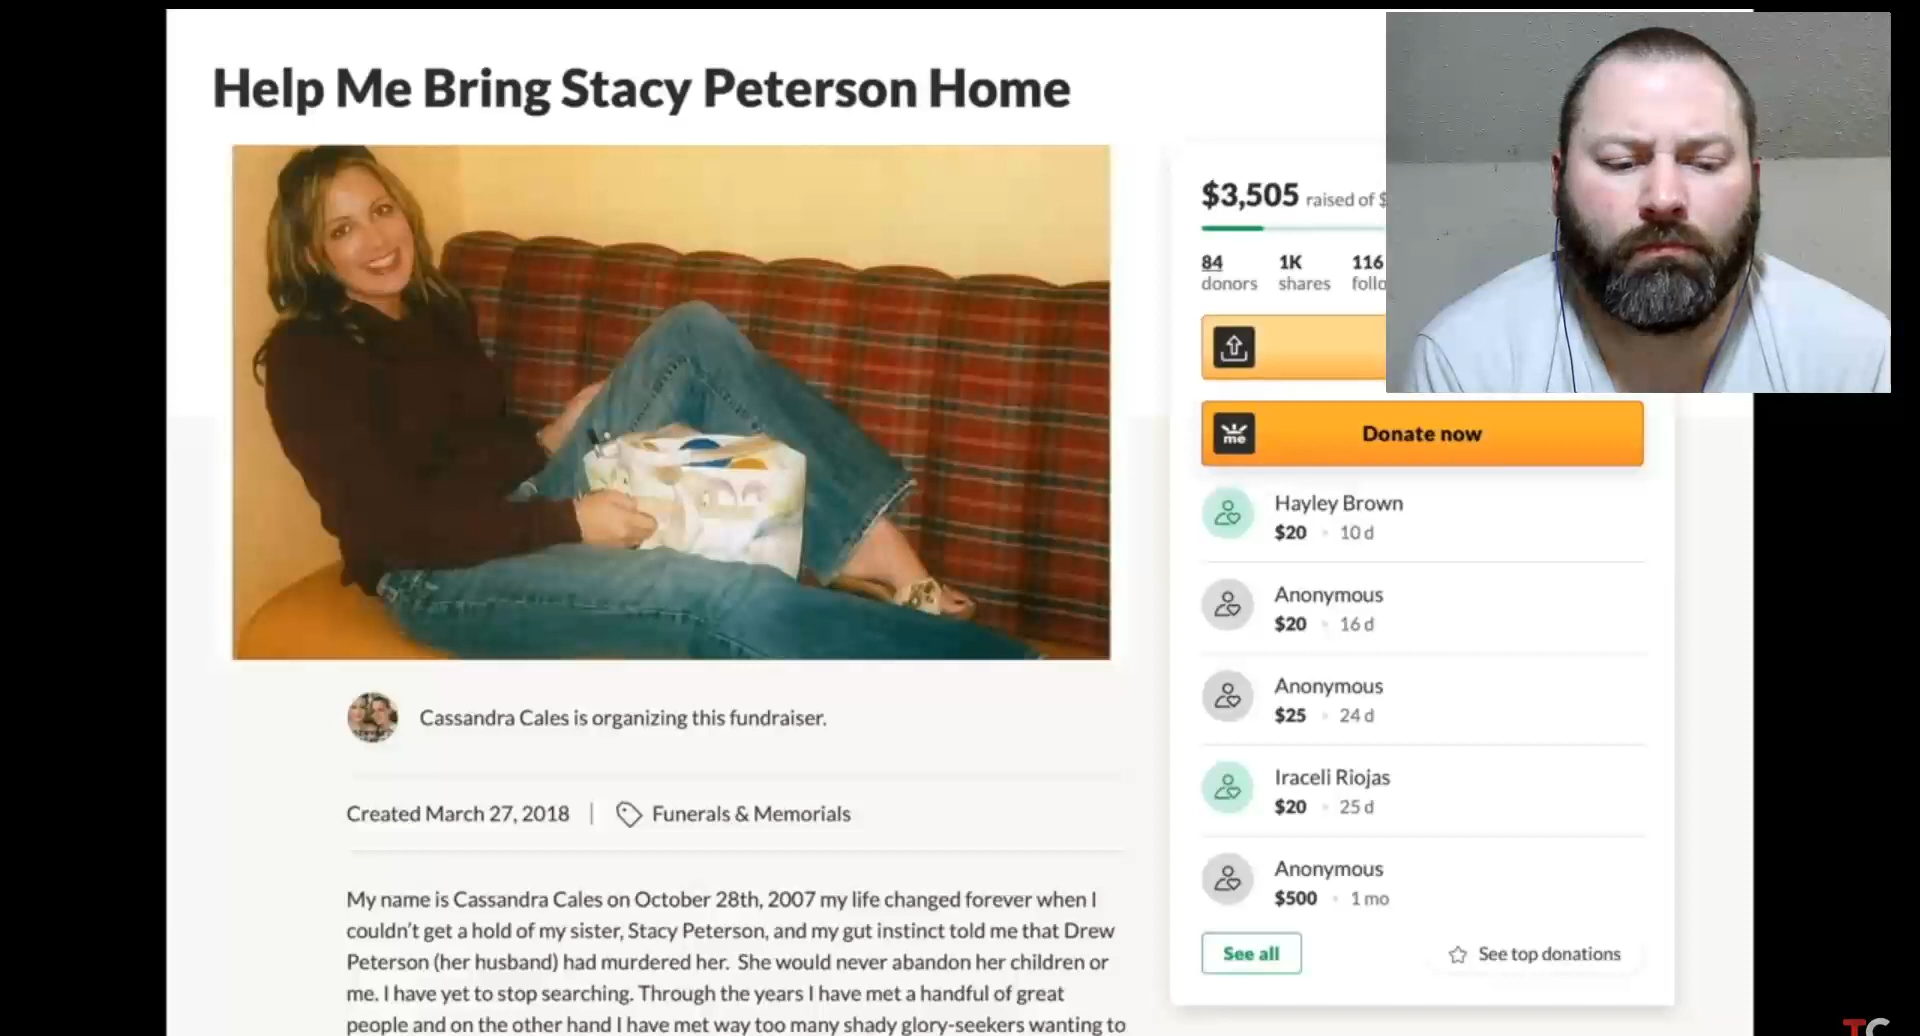 Help Me Bring Stacy Peterson Home
$3,505 raised of $
84 1K 116
donors shares follo
me Donate now
Hayley Brown
$20 • 10 d
Anonymous
$20 • 16 d
Anonymous
$25 • 24 d
Iraceli Riojas
$20 • 25 d
Anonymous
$500 • 1 mo
See all See top donations
Cassandra Cales is organizing this fundraiser.
Created March 27, 2018 | Funerals & Memorials
My name is Cassandra Cales on October 28th, 2007 my life changed forever when I
couldn't get a hold of my sister, Stacy Peterson, and my gut instinct told me that Drew
Peterson (her husband) had murdered her. She would never abandon her children or
me. I have yet to stop searching. Through the years I have met a handful of great
people and on the other hand I have met way too many shady glory-seekers wanting to
TC